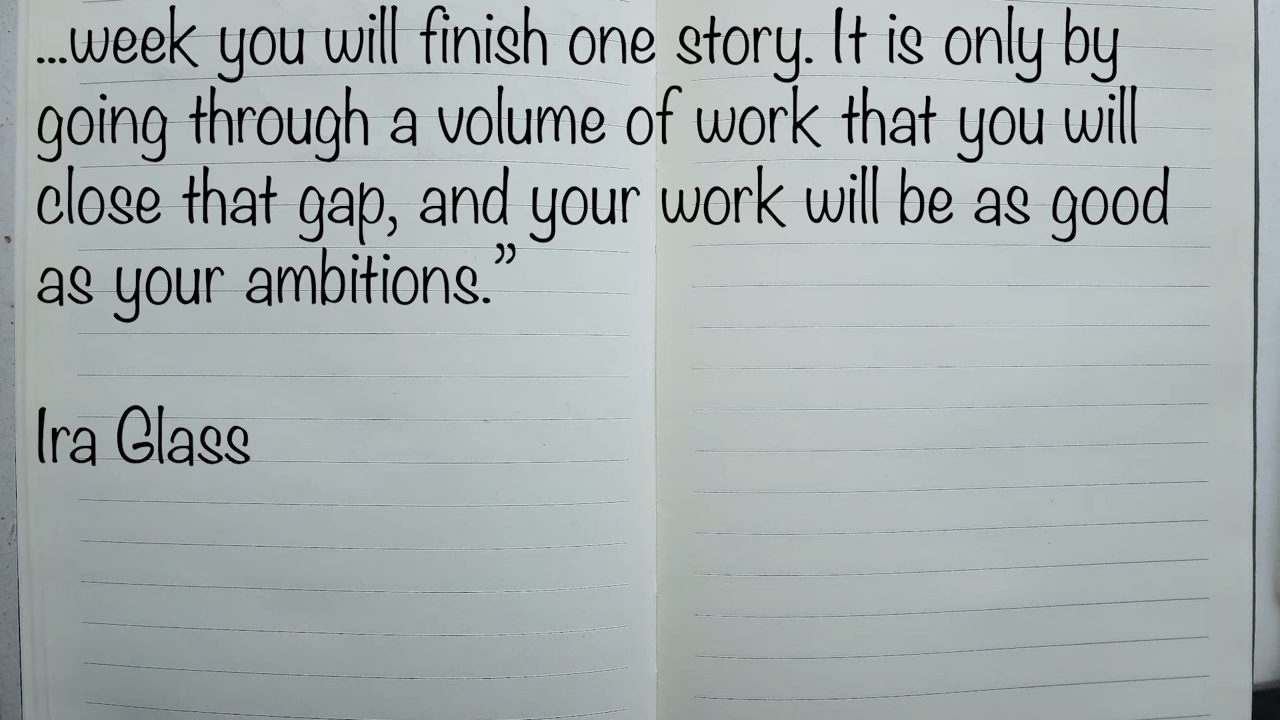 ...week you will finish one story. It is only by
going through a volume of work that you will
close that gap, and your work will be as good
as your ambitions.”
Ira Glass